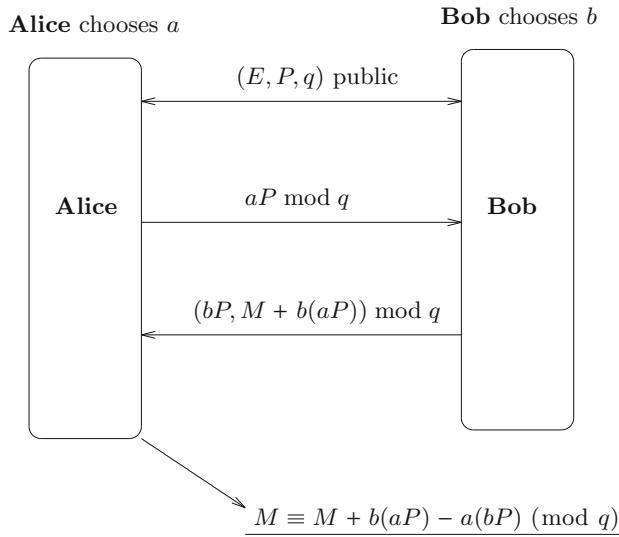 Alice chooses a
Bob chooses b
(E, P, q) public
Alice
aP mod q
Bob
(bP, M + b(aP)) mod q
M ≡ M + b(aP) − a(bP) (mod q)